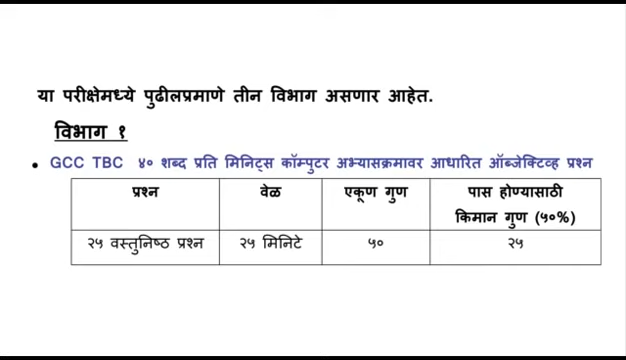 या परीक्षेमध्ये पुढीलप्रमाणे तीन विभाग असणार आहेत.
विभाग १
• GCC TBC ४० शब्द प्रति मिनिट्स कॉम्पुटर अभ्यासक्रमावर आधारित ऑब्जेक्टिव्ह प्रश्न
प्रश्न वेळ एकूण गुण पास होण्यासाठी
किमान गुण (५०%)
२५ वस्तुनिष्ठ प्रश्न २५ मिनिटे ५० २५